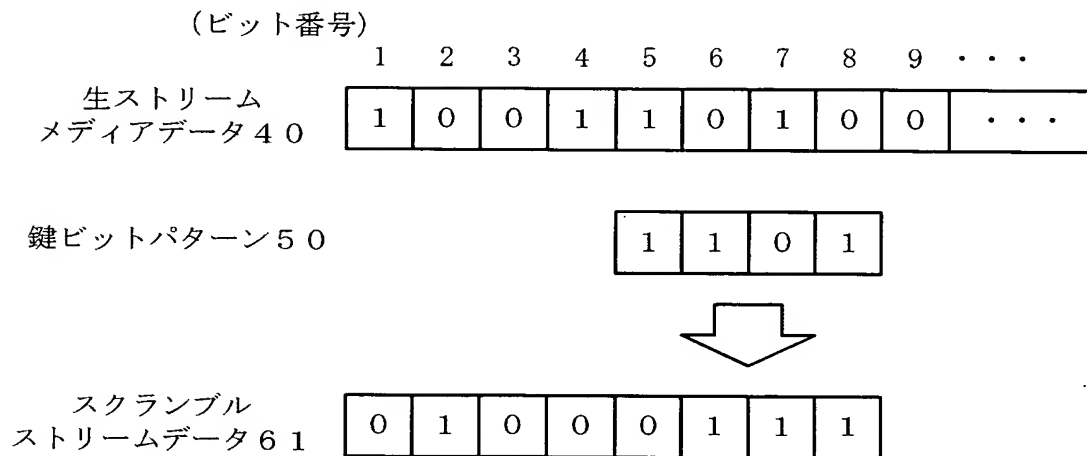 (ビット番号)
1 2 3 4 5 6 7 8 9 ・・・
生ストリーム
メディアデータ40
1 0 0 1 1 0 1 0 0 ・・・
鍵ビットパターン50
1 1 0 1
スクランブル
ストリームデータ61
0 1 0 0 0 1 1 1